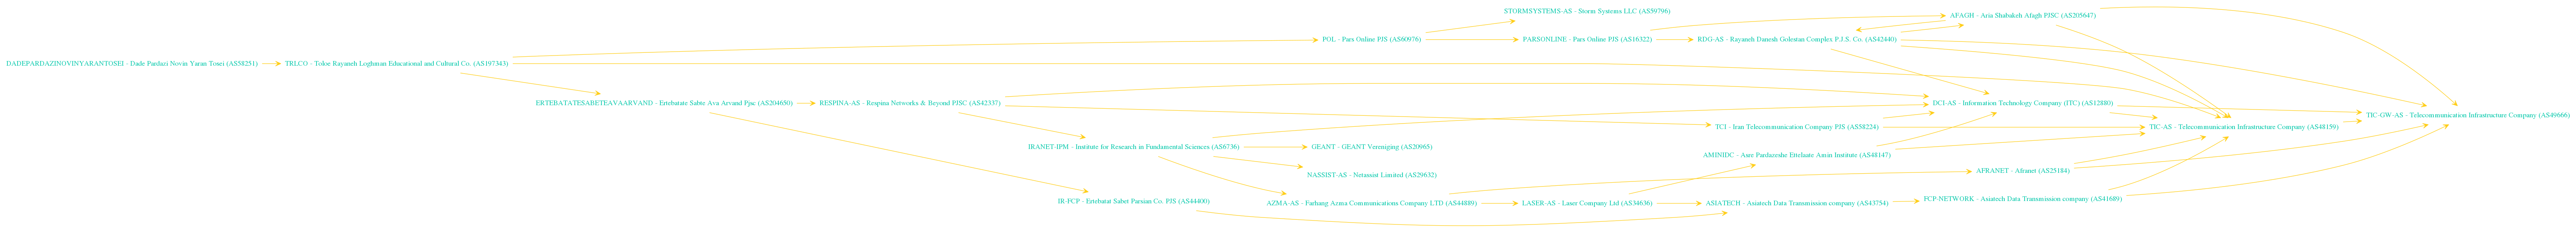 STORMSYSTEMS-AS - Storm Systems LLC (AS59796)
AFAGH - Aria Shabakeh Afagh PJSC (AS205647)
POL - Pars Online PJS (AS60976)
PARSONLINE - Pars Online PJS (AS16322)
RDG-AS - Rayaneh Danesh Golestan Complex P.J.S. Co. (AS42440)
DADEPARDAZINOVINYARANTOSEI - Dade Pardazi Novin Yaran Tosei (AS58251)
TRLCO - Toloe Rayaneh Loghman Educational and Cultural Co. (AS197343)
ERTEBATATESABETEAVAARVAND - Ertebatate Sabte Ava Arvand Pjsc (AS204650)
RESPINA-AS - Respina Networks & Beyond PJSC (AS42337)
DCI-AS - Information Technology Company (ITC) (AS12880)
TIC-GW-AS - Telecommunication Infrastructure Company (AS49666)
TCI - Iran Telecommunication Company PJS (AS58224)
TIC-AS - Telecommunication Infrastructure Company (AS48159)
IRANET-IPM - Institute for Research in Fundamental Sciences (AS6736)
GEANT - GEANT Vereniging (AS20965)
AMINIDC - Asre Pardazeshe Ettelaate Amin Institute (AS48147)
NASSIST-AS - Netassist Limited (AS29632)
AFRANET - Afranet (AS25184)
IR-FCP - Ertebatat Sabet Parsian Co. PJS (AS44400)
AZMA-AS - Farhang Azma Communications Company LTD (AS44889)
LASER-AS - Laser Company Ltd (AS34636)
ASIATECH - Asiatech Data Transmission company (AS43754)
FCP-NETWORK - Asiatech Data Transmission company (AS41689)